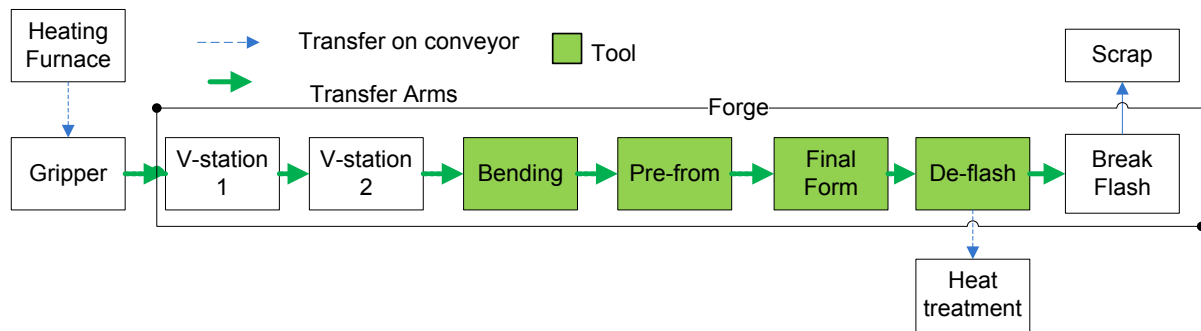 Heating
Furnace
Transfer on conveyor
Tool
Transfer Arms
Scrap
Forge
Gripper
V-station
1
V-station
2
Bending
Pre-from
Final
Form
De-flash
Break
Flash
Heat
treatment